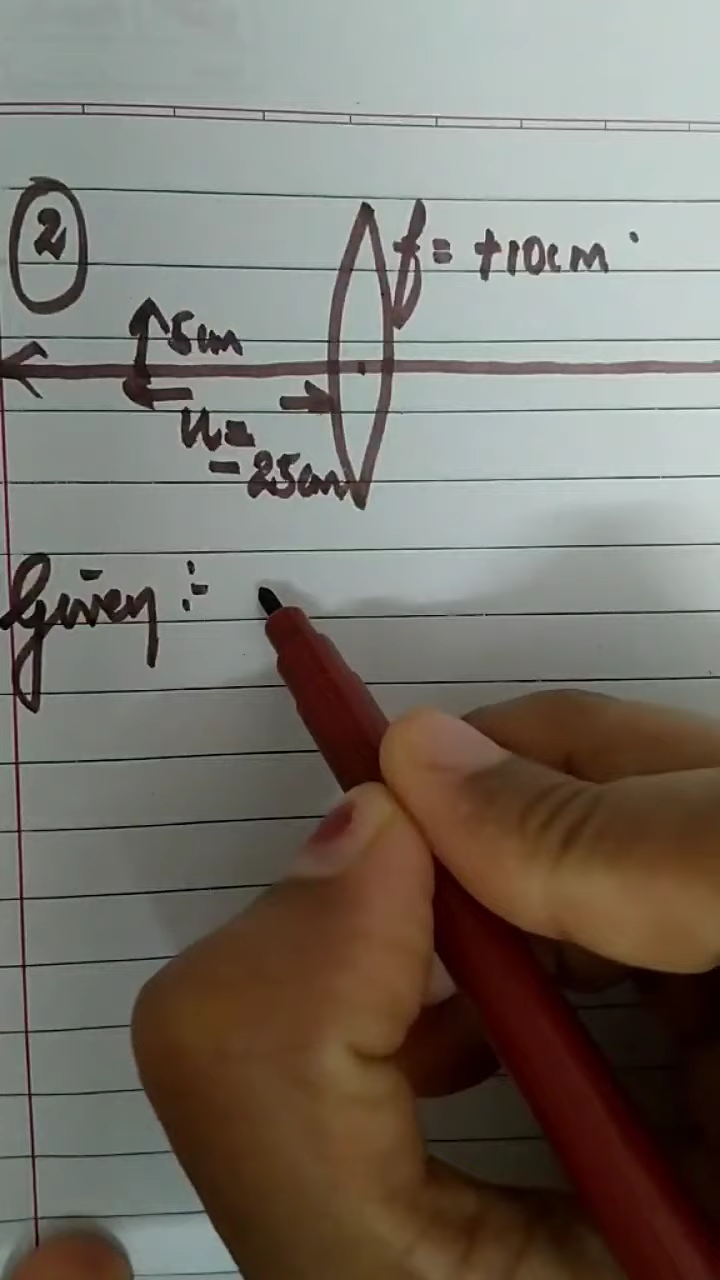 2
f = +10cm
5cm
u =
- 25cm
Given :-